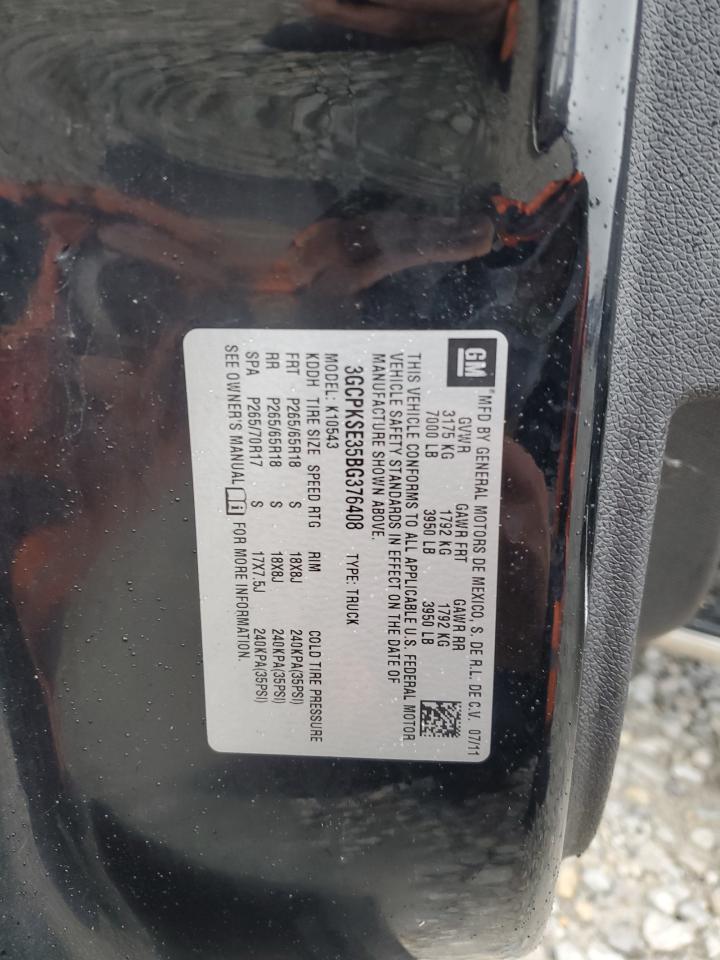 GM
MFD BY GENERAL MOTORS DE MEXICO, S. DE R.L. DE C.V. 07/11
GVWR GAWR FRT GAWR RR
3175 KG 1792 KG 1792 KG
7000 LB 3950 LB 3950 LB
THIS VEHICLE CONFORMS TO ALL APPLICABLE U.S. FEDERAL MOTOR
VEHICLE SAFETY STANDARDS IN EFFECT ON THE DATE OF
MANUFACTURE SHOWN ABOVE.
3GCPKSE35BG376408 TYPE: TRUCK
MODEL: K10543
KDDH TIRE SIZE SPEED RTG RIM COLD TIRE PRESSURE
FRT P265/65R18 S 18X8J 240KPA(35PSI)
RR P265/65R18 S 18X8J 240KPA(35PSI)
SPA P265/70R17 S 17X7.5J 240KPA(35PSI)
SEE OWNER'S MANUAL i FOR MORE INFORMATION.